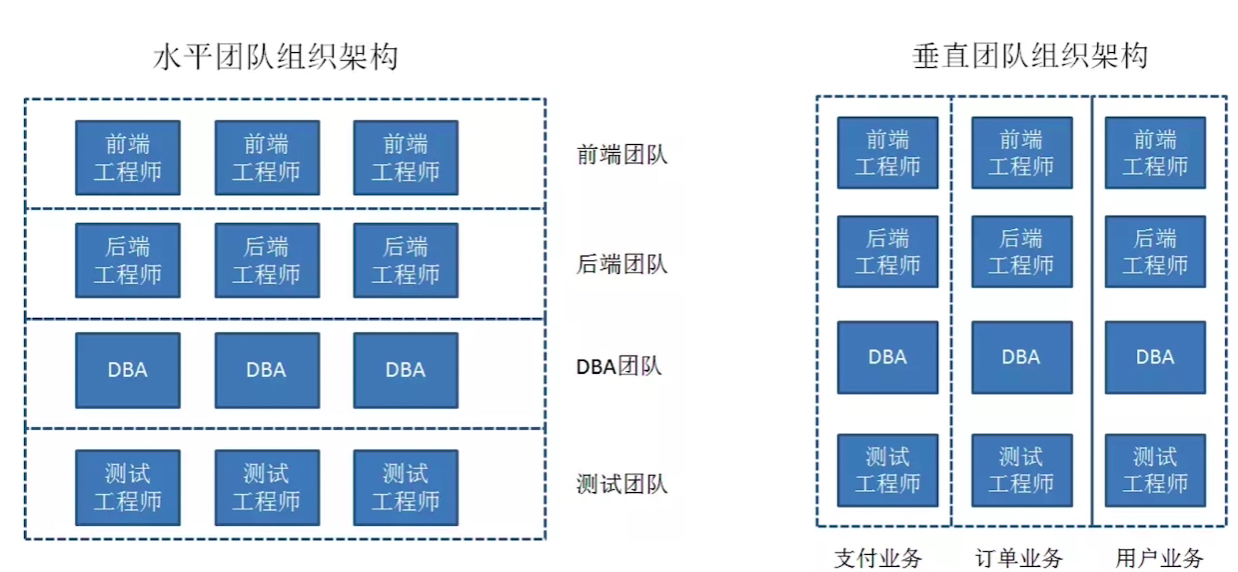 水平团队组织架构
前端
工程师
前端
工程师
前端
工程师
前端团队
后端
工程师
后端
工程师
后端
工程师
后端团队
DBA
DBA
DBA
DBA团队
测试
工程师
测试
工程师
测试
工程师
测试团队
垂直团队组织架构
前端
工程师
前端
工程师
前端
工程师
后端
工程师
后端
工程师
后端
工程师
DBA
DBA
DBA
测试
工程师
测试
工程师
测试
工程师
支付业务
订单业务
用户业务